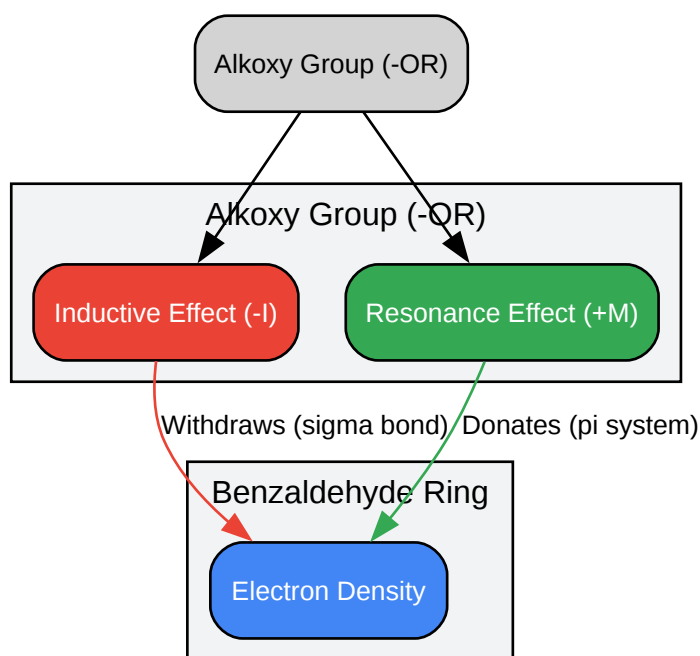 Alkoxy Group (-OR)
Alkoxy Group (-OR)
Inductive Effect (-I)
Resonance Effect (+M)
Withdraws (sigma bond)
Donates (pi system)
Benzaldehyde Ring
Electron Density